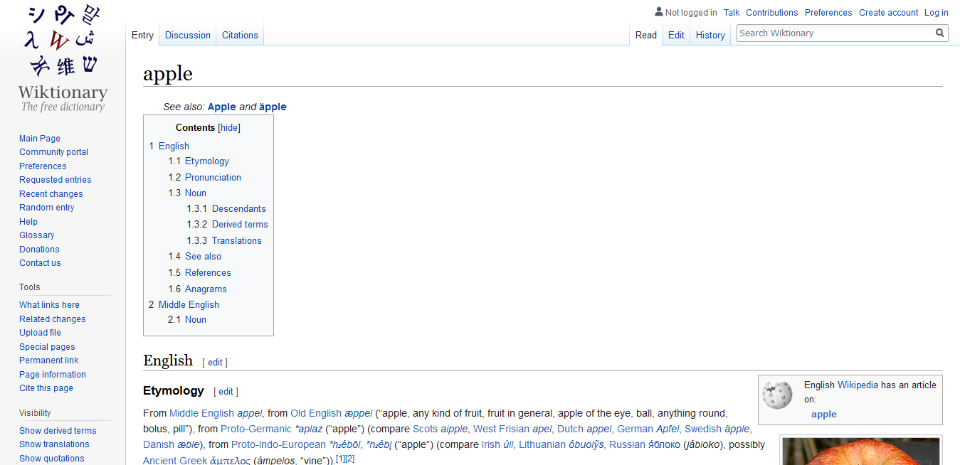 Not logged in Talk Contributions Preferences Create account Log in
Entry Discussion Citations Read Edit History Search Wiktionary
Wiktionary
The free dictionary
Main Page
Community portal
Preferences
Requested entries
Recent changes
Random entry
Help
Glossary
Donations
Contact us
Tools
What links here
Related changes
Upload file
Special pages
Permanent link
Page information
Cite this page
Visibility
Show derived terms
Show translations
Show quotations
apple
See also: Apple and äpple
Contents [hide]
1 English
1.1 Etymology
1.2 Pronunciation
1.3 Noun
1.3.1 Descendants
1.3.2 Derived terms
1.3.3 Translations
1.4 See also
1.5 References
1.6 Anagrams
2 Middle English
2.1 Noun
English [ edit ]
Etymology [ edit ]
From Middle English appel, from Old English æppel (“apple, any kind of fruit, fruit in general, apple of the eye, ball, anything round,
bolus, pill”), from Proto-Germanic *aplaz (“apple”) (compare Scots aipple, West Frisian apel, Dutch appel, German Apfel, Swedish äpple,
Danish æble), from Proto-Indo-European *h₂ébōl, *h₂ébl̥ (“apple”) (compare Irish úll, Lithuanian óbuolỹs, Russian я́блоко (jábloko), possibly
Ancient Greek ἄμπελος (ámpelos, “vine”)).[1][2]
English Wikipedia has an article
on:
apple